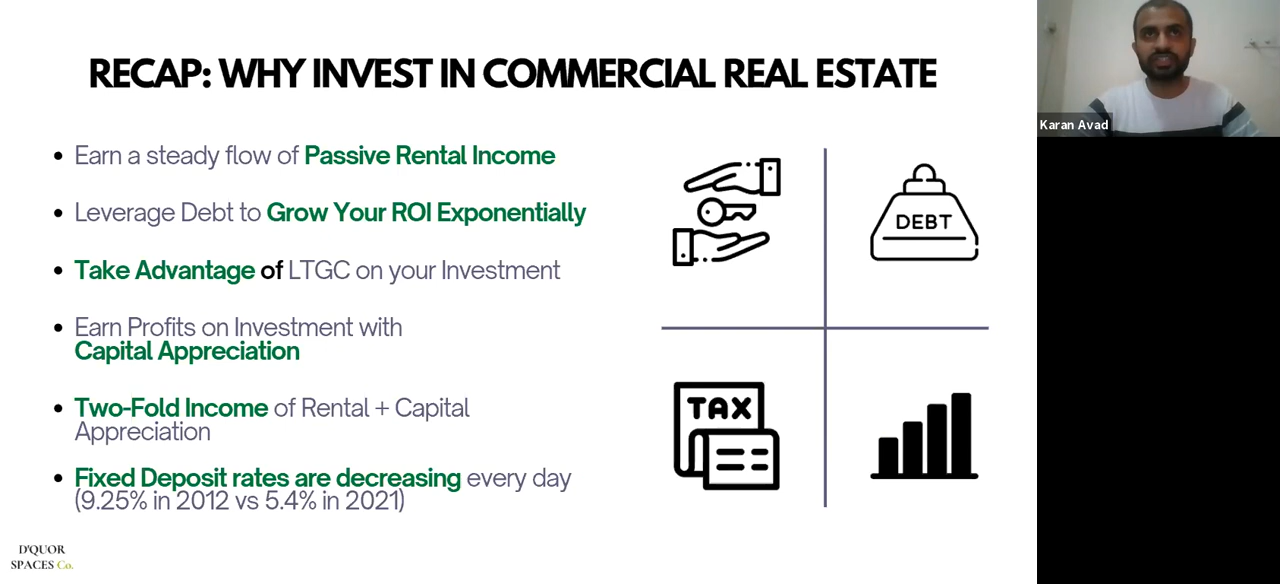 RECAP: WHY INVEST IN COMMERCIAL REAL ESTATE
Earn a steady flow of Passive Rental Income
Leverage Debt to Grow Your ROI Exponentially
Take Advantage of LTGC on your Investment
Earn Profits on Investment with
Capital Appreciation
Two-Fold Income of Rental + Capital
Appreciation
Fixed Deposit rates are decreasing every day
(9.25% in 2012 vs 5.4% in 2021)
DEBT
TAX
D'QUOR
SPACES Co.
Karan Avad